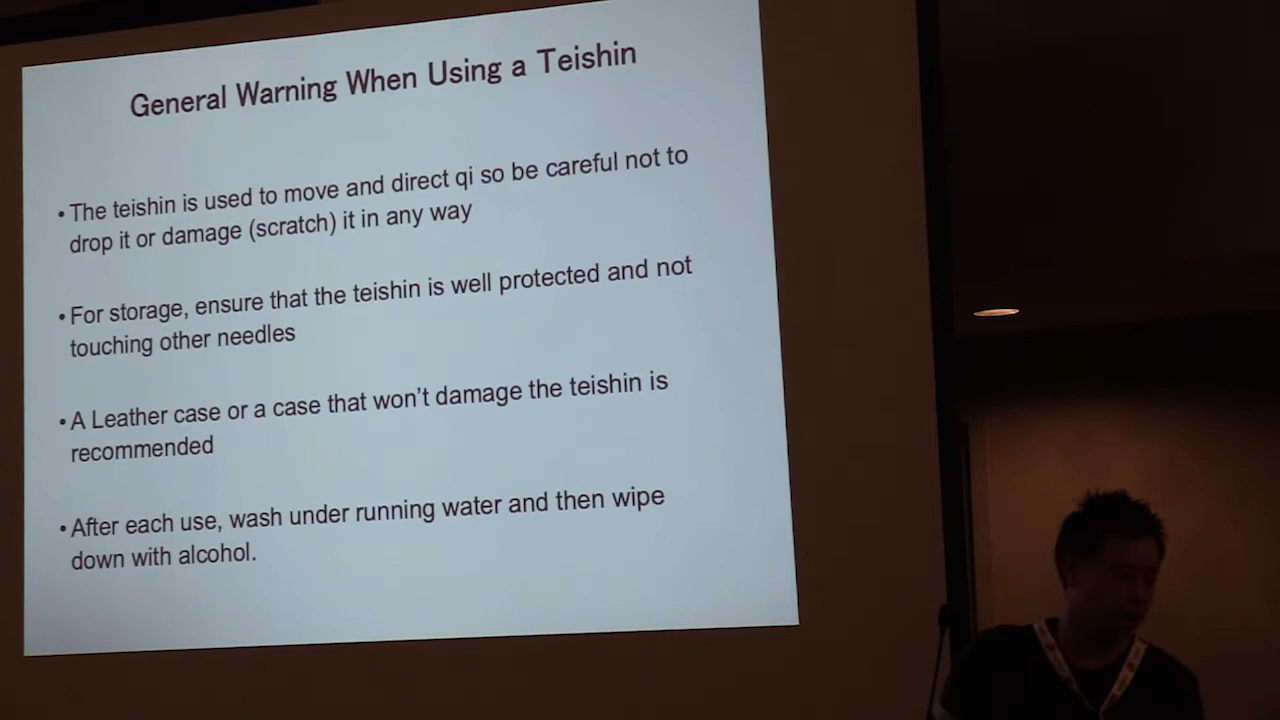 General Warning When Using a Teishin
• The teishin is used to move and direct qi so be careful not to
drop it or damage (scratch) it in any way
• For storage, ensure that the teishin is well protected and not
touching other needles
• A Leather case or a case that won’t damage the teishin is
recommended
• After each use, wash under running water and then wipe
down with alcohol.